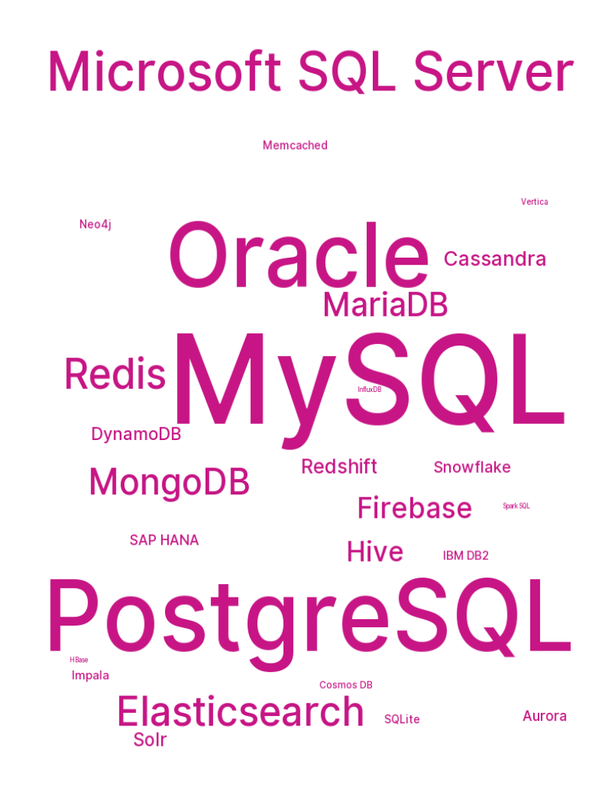 Microsoft SQL Server
Memcached
Vertica
Neo4j
Oracle
Cassandra
MariaDB
MySQL
Redis
InfluxDB
DynamoDB
Redshift
Snowflake
MongoDB
Firebase
Spark SQL
SAP HANA
Hive
IBM DB2
PostgreSQL
HBase
Impala
Cosmos DB
Elasticsearch
SQLite
Aurora
Solr